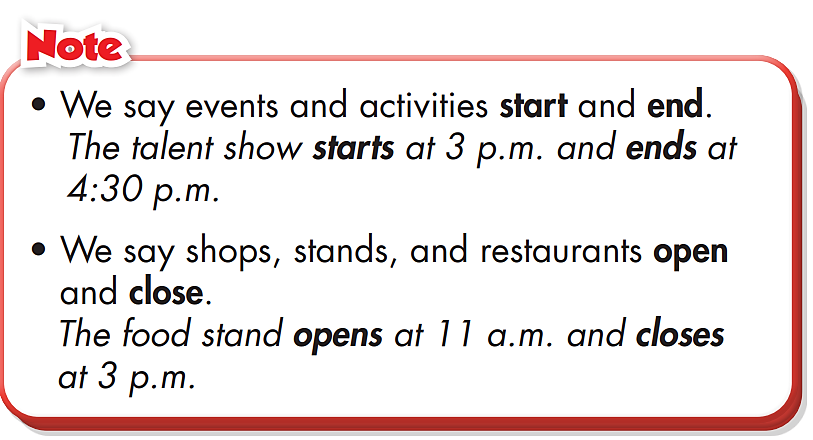 Note
• We say events and activities start and end.
The talent show starts at 3 p.m. and ends at
4:30 p.m.
• We say shops, stands, and restaurants open
and close.
The food stand opens at 11 a.m. and closes
at 3 p.m.